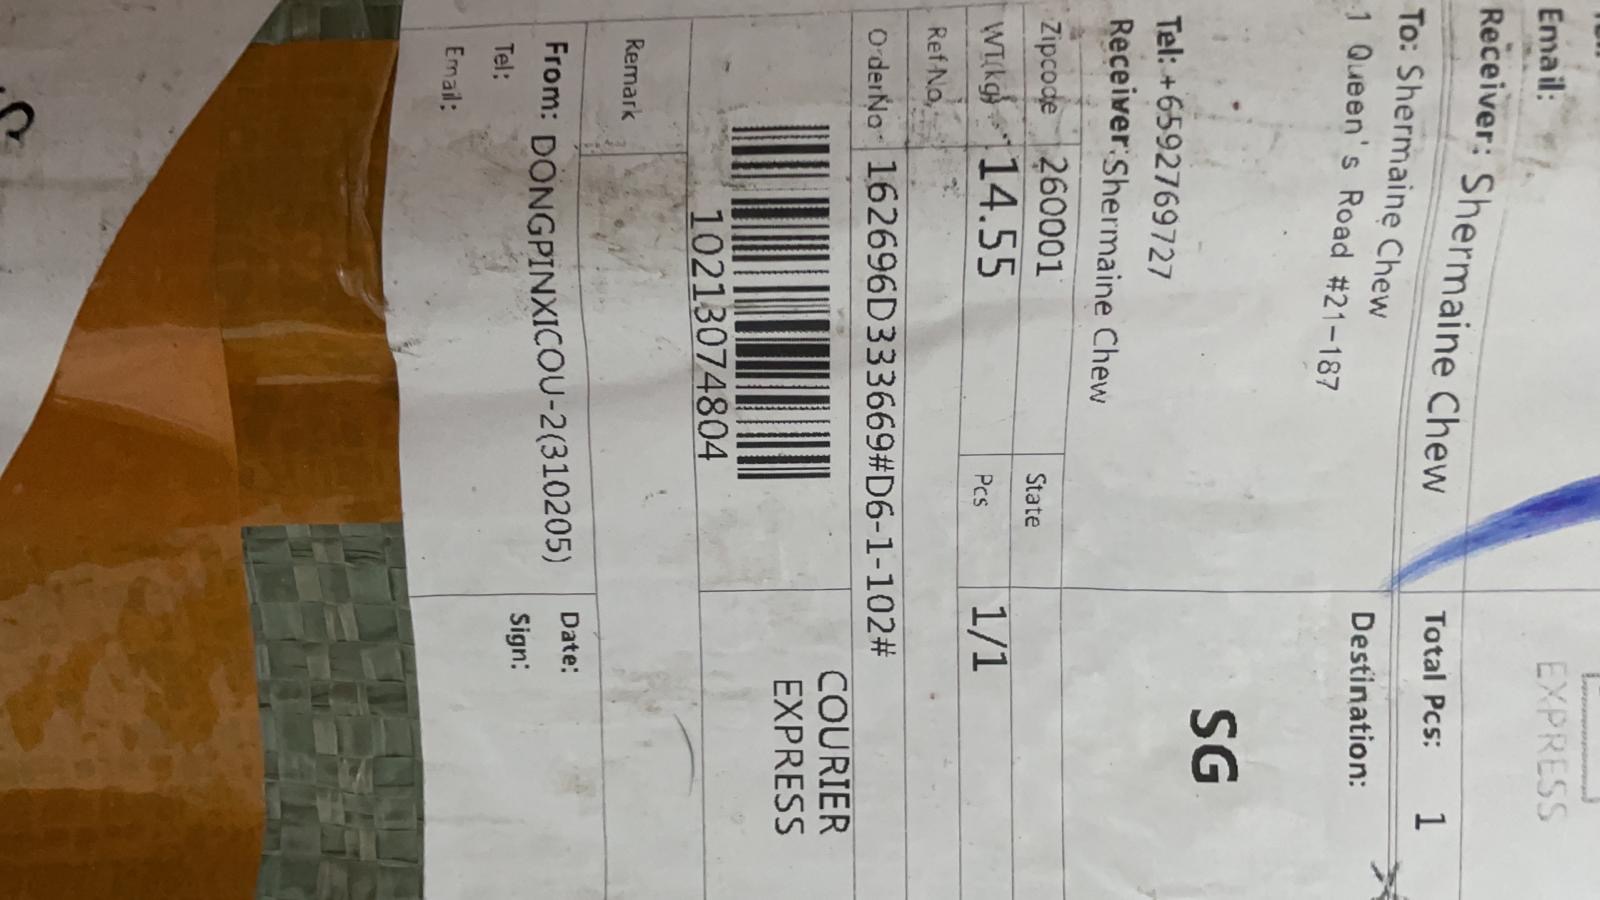 Email:
EXPRESS
Receiver: Shermaine Chew
Total Pcs: 1
To: Shermaine Chew
1 Queen's Road #21-187
Destination:
SG
Tel: +6592769727
Receiver:Shermaine Chew
Zipcode 260001 State
WT(kg) 14.55 Pcs 1/1
Ref No.
OrderNo 162696D333669#D6-1-102#
10213074804
COURIER
EXPRESS
Remark
From: DONGPINXICOU-2(310205)
Tel:
Email:
Date:
Sign: